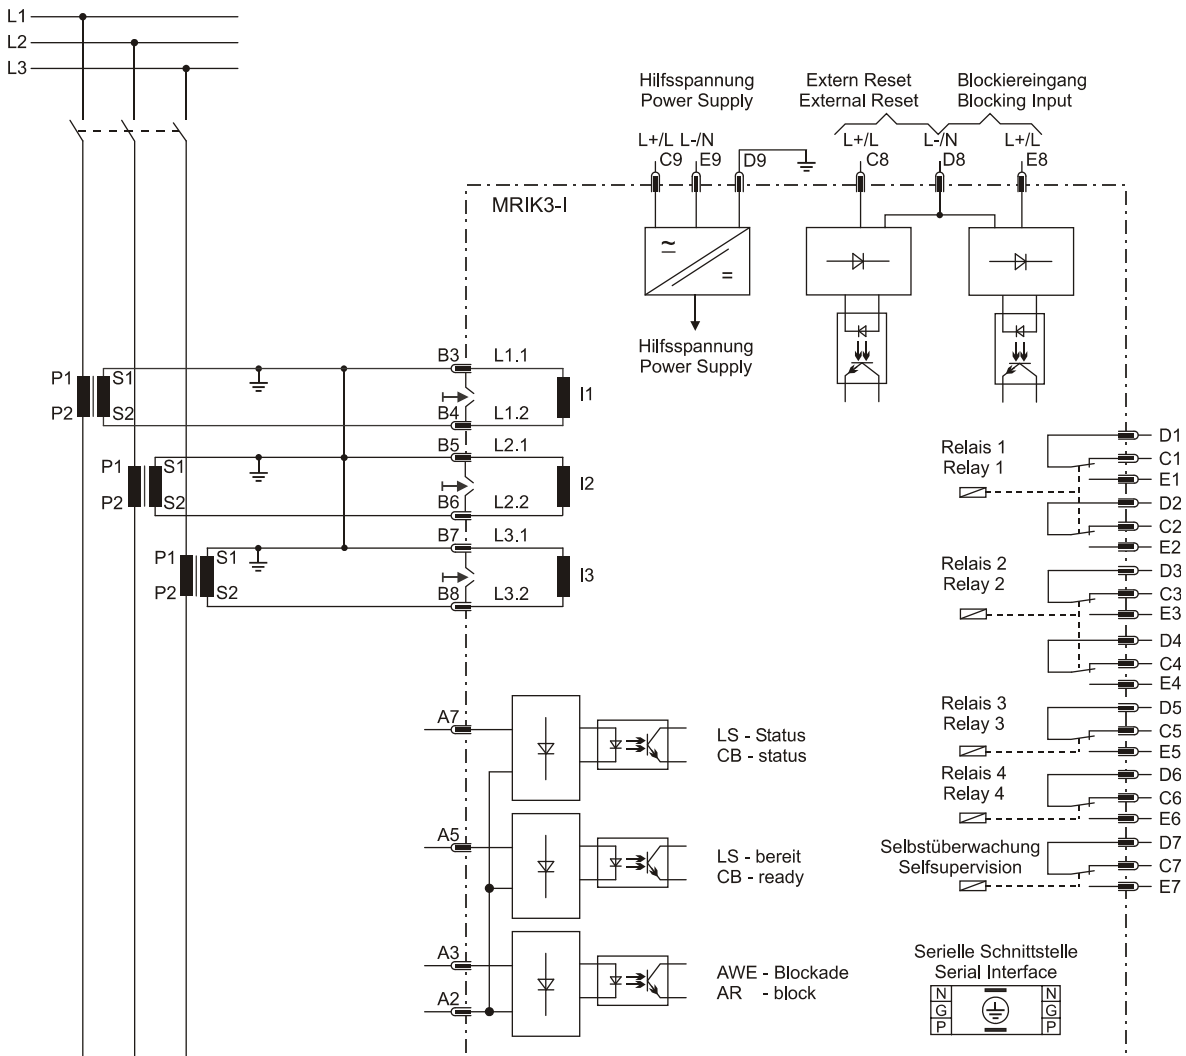 L1
L2
L3
Hilfsspannung
Power Supply
Extern Reset
External Reset
Blockiereingang
Blocking Input
L+/L L-/N
C9 E9 D9
L+/L L-/N L+/L
C8 D8 E8
MRIK3-I
≂
=
Hilfsspannung
Power Supply
P1 S1
P2 S2
B3 L1.1
I1
B4 L1.2
P1 S1
P2 S2
B5 L2.1
I2
B6 L2.2
P1 S1
P2 S2
B7 L3.1
I3
B8 L3.2
Relais 1
Relay 1
D1
C1
E1
D2
C2
E2
Relais 2
Relay 2
D3
C3
E3
D4
C4
E4
Relais 3
Relay 3
D5
C5
E5
Relais 4
Relay 4
D6
C6
E6
Selbstüberwachung
Selfsupervision
D7
C7
E7
A7
LS - Status
CB - status
A5
LS - bereit
CB - ready
A3
A2
AWE - Blockade
AR - block
Serielle Schnittstelle
Serial Interface
N N
G G
P P